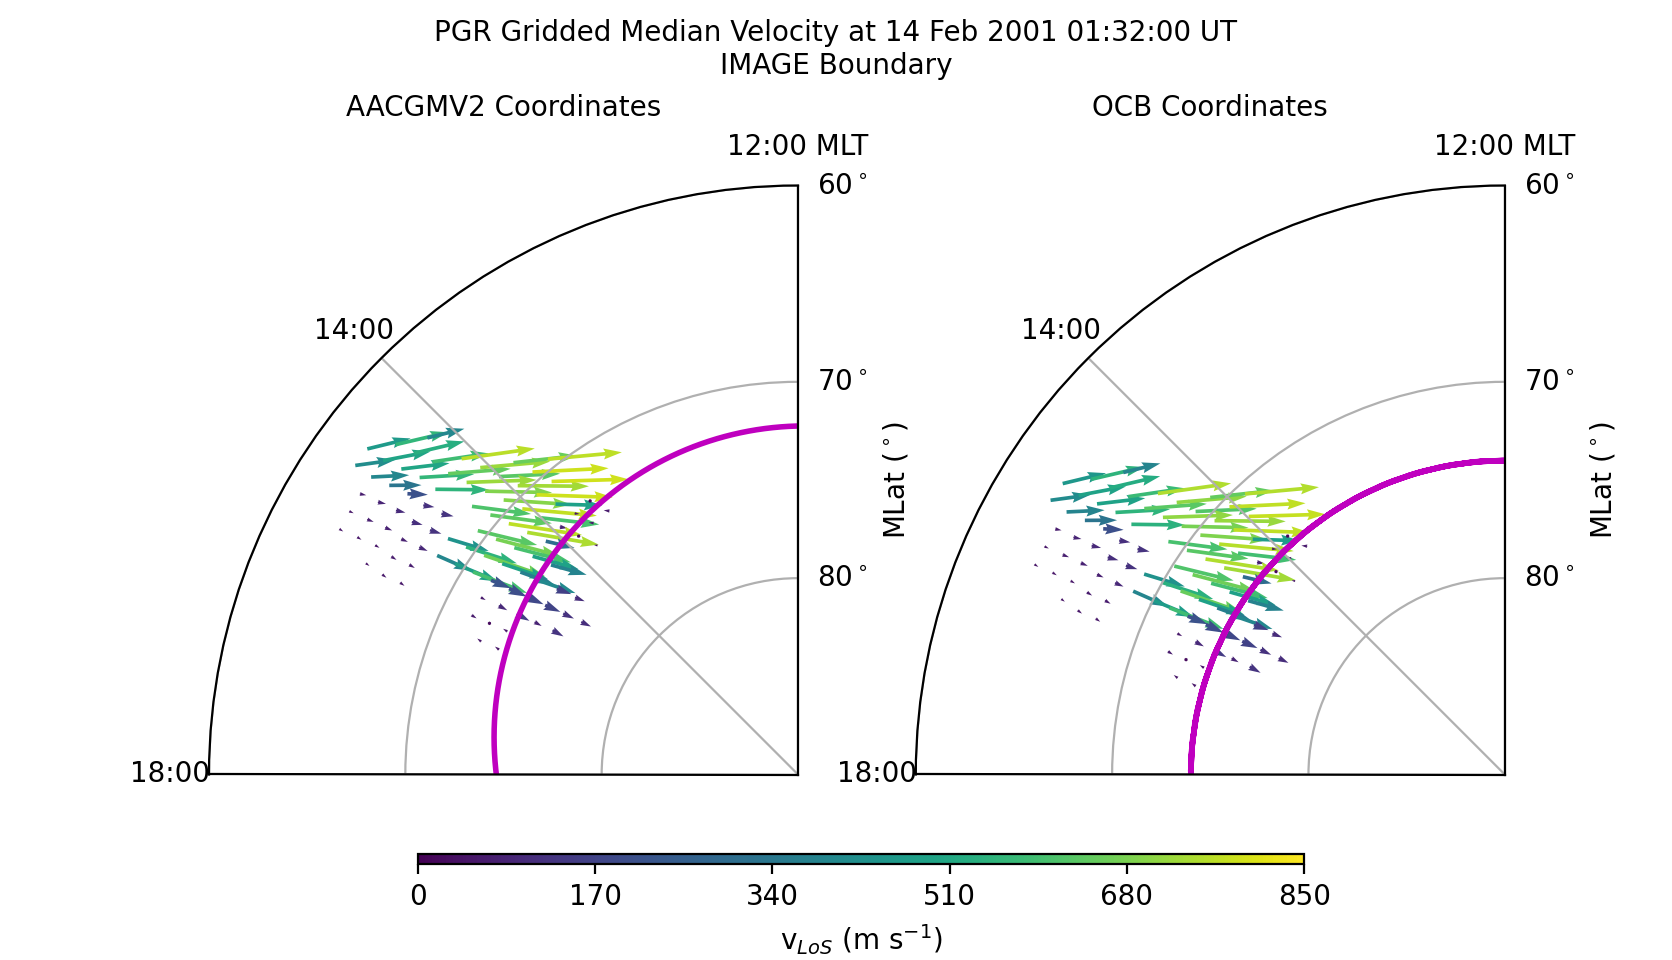 PGR Gridded Median Velocity at 14 Feb 2001 01:32:00 UT
IMAGE Boundary
AACGMV2 Coordinates
12:00 MLT
60°
14:00
70°
80°
MLat (°)
18:00
OCB Coordinates
12:00 MLT
60°
14:00
70°
80°
MLat (°)
18:00
0 170 340 510 680 850
v_{LoS} (m s^{−1})